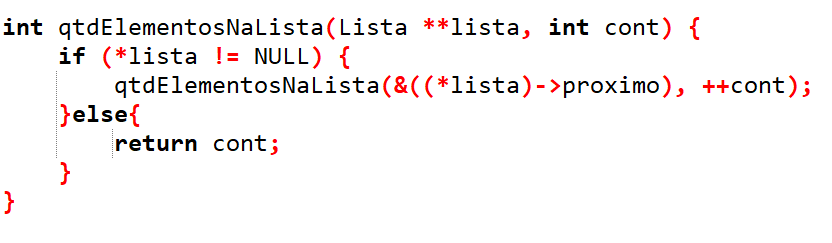 int qtdElementosNaLista(Lista **lista, int cont) {
    if (*lista != NULL) {
        qtdElementosNaLista(&((*lista)->proximo), ++cont);
    }else{
        return cont;
    }
}